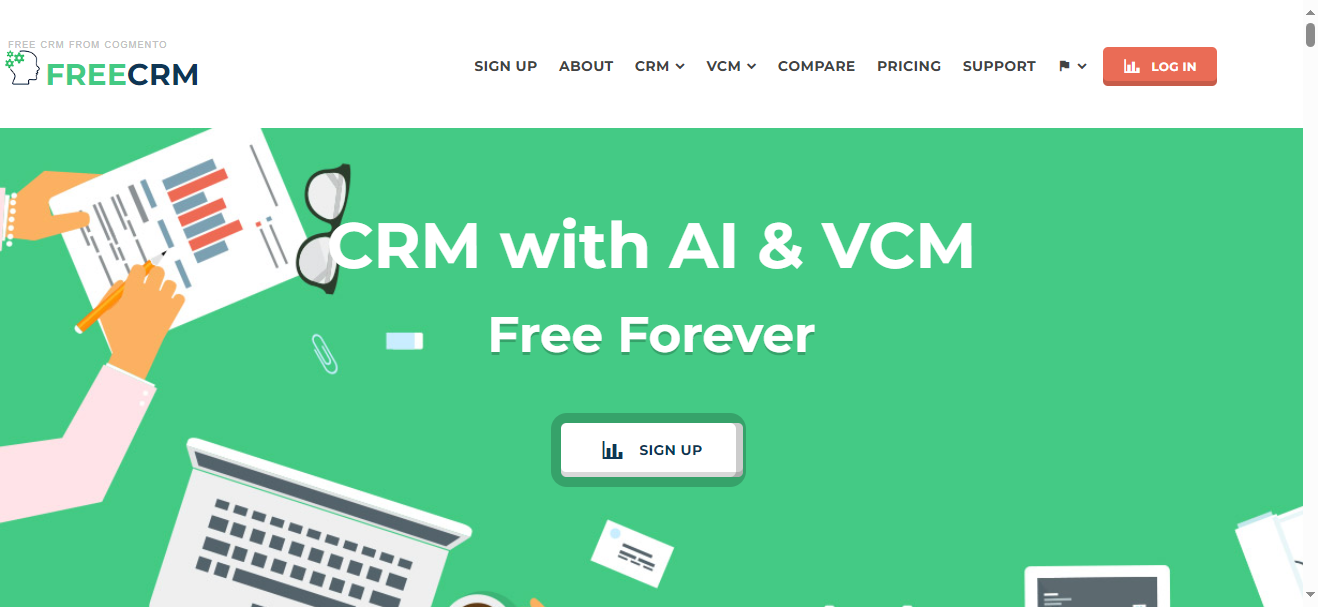 FREE CRM FROM COGMENTO
FREECRM
SIGN UP ABOUT CRM VCM COMPARE PRICING SUPPORT LOG IN
CRM with AI & VCM
Free Forever
SIGN UP